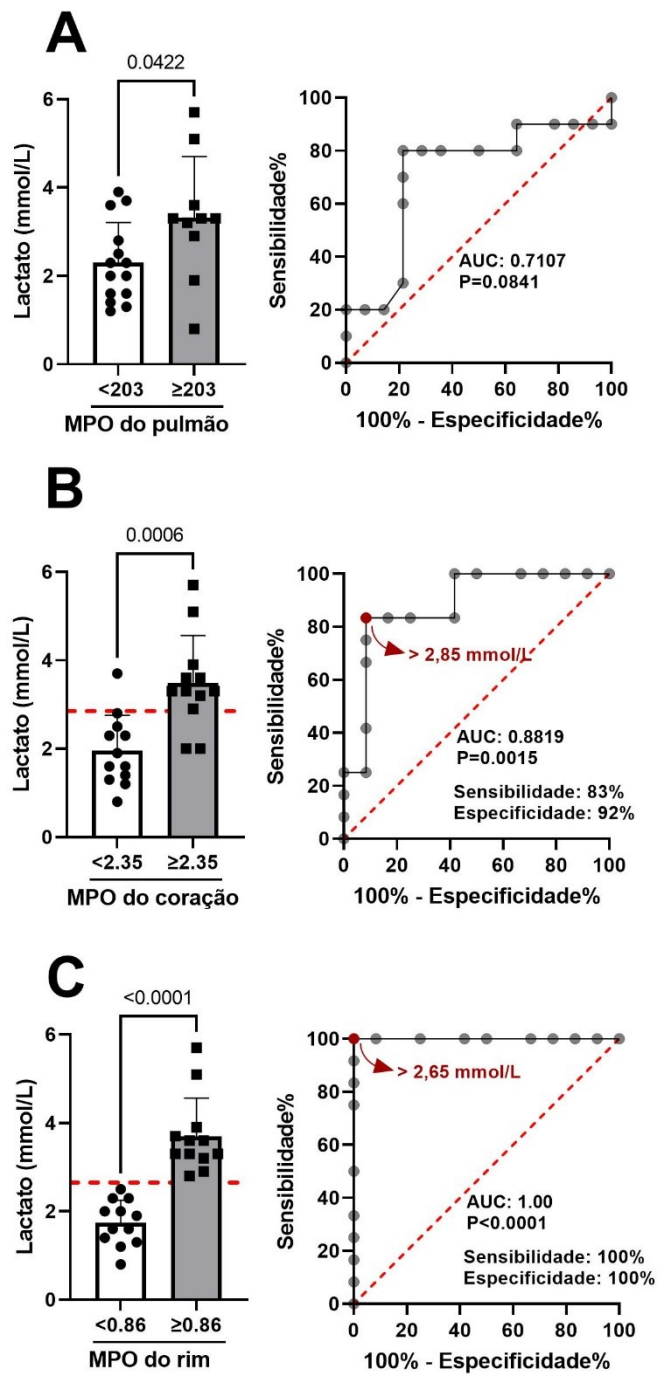 A
0.0422
6
4
2
0
Lactato (mmol/L)
<203
≥203
MPO do pulmão
100
80
60
40
20
0
Sensibilidade%
AUC: 0.7107
P=0.0841
0
20
40
60
80
100
100% - Especificidade%
B
0.0006
6
4
2
0
Lactato (mmol/L)
<2.35
≥2.35
MPO do coração
100
80
60
40
20
0
Sensibilidade%
> 2,85 mmol/L
AUC: 0.8819
P=0.0015
Sensibilidade: 83%
Especificidade: 92%
0
20
40
60
80
100
100% - Especificidade%
C
<0.0001
6
4
2
0
Lactato (mmol/L)
<0.86
≥0.86
MPO do rim
100
80
60
40
20
0
Sensibilidade%
> 2,65 mmol/L
AUC: 1.00
P<0.0001
Sensibilidade: 100%
Especificidade: 100%
0
20
40
60
80
100
100% - Especificidade%